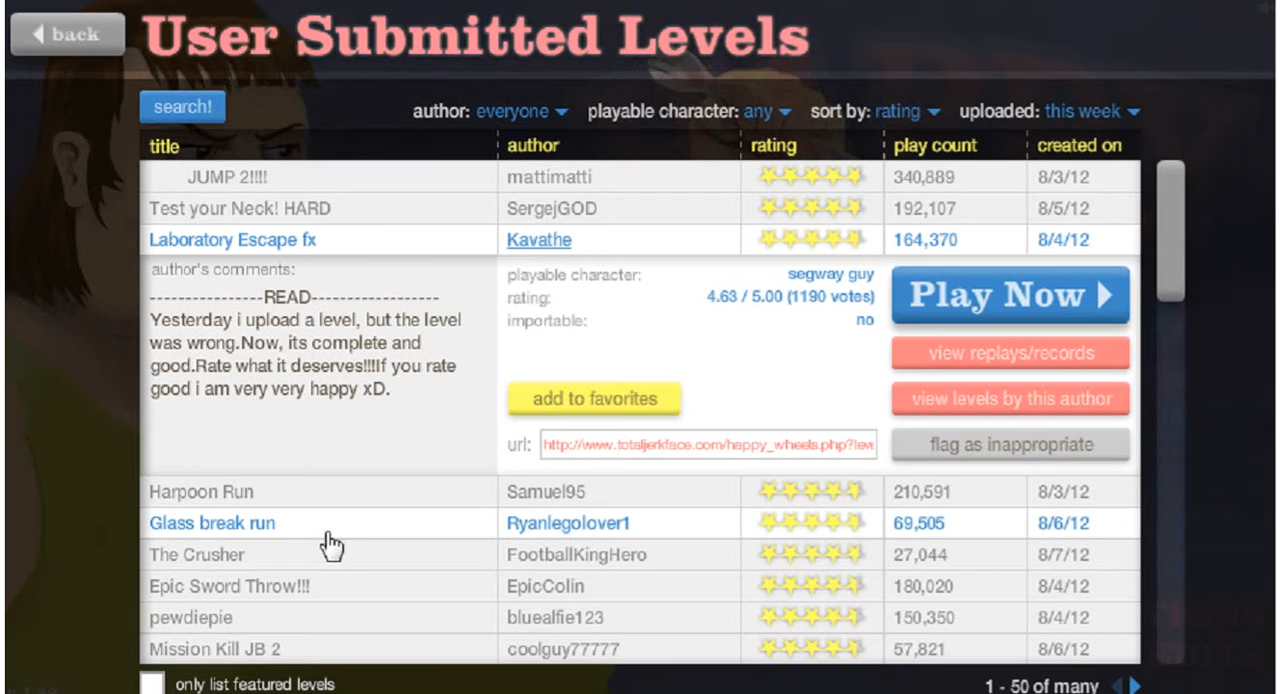 back
User Submitted Levels
search!
author: everyone playable character: any sort by: rating uploaded: this week
title author rating play count created on
JUMP 2!!!! mattimatti 340,889 8/3/12
Test your Neck! HARD SergejGOD 192,107 8/5/12
Laboratory Escape fx Kavathe 164,370 8/4/12
author's comments:
----------------READ-----------------
Yesterday i upload a level, but the level
was wrong.Now, its complete and
good.Rate what it deserves!!!!If you rate
good i am very very happy xD.
playable character: segway guy
rating: 4.63 / 5.00 (1190 votes)
importable: no
add to favorites
url: http://www.totaljerkface.com/happy_wheels.php?leve
Play Now
view replays/records
view levels by this author
flag as inappropriate
Harpoon Run Samuel95 210,591 8/3/12
Glass break run Ryanlegolover1 69,505 8/6/12
The Crusher FootballKingHero 27,044 8/7/12
Epic Sword Throw!!! EpicColin 180,020 8/4/12
pewdiepie bluealfie123 150,350 8/4/12
Mission Kill JB 2 coolguy77777 57,821 8/6/12
only list featured levels 1 - 50 of many